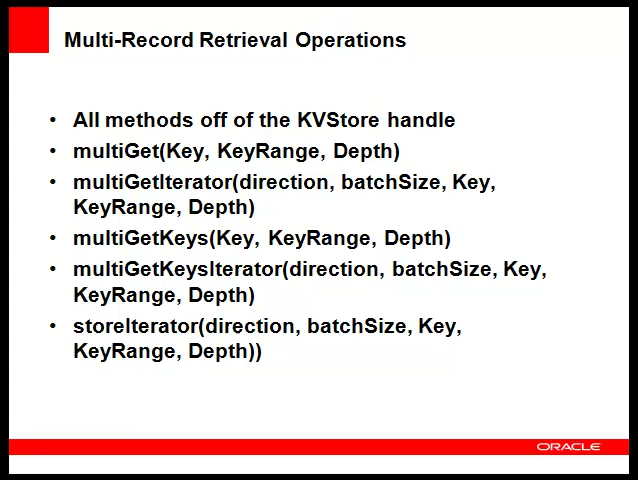 Multi-Record Retrieval Operations
• All methods off of the KVStore handle
• multiGet(Key, KeyRange, Depth)
• multiGetIterator(direction, batchSize, Key,
KeyRange, Depth)
• multiGetKeys(Key, KeyRange, Depth)
• multiGetKeysIterator(direction, batchSize, Key,
KeyRange, Depth)
• storeIterator(direction, batchSize, Key,
KeyRange, Depth))
ORACLE